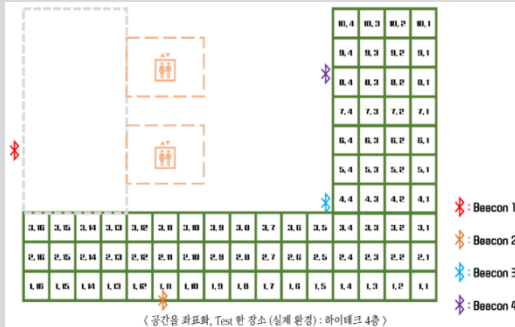 10, 4 10, 3 10, 2 10, 1
9, 4 9, 3 9, 2 9, 1
8, 4 8, 3 8, 2 8, 1
7, 4 7, 3 7, 2 7, 1
6, 4 6, 3 6, 2 6, 1
5, 4 5, 3 5, 2 5, 1
4, 4 4, 3 4, 2 4, 1
3, 16 3, 15 3, 14 3, 13 3, 12 3, 11 3, 10 3, 9 3, 8 3, 7 3, 6 3, 5 3, 4 3, 3 3, 2 3, 1
2, 16 2, 15 2, 14 2, 13 2, 12 2, 11 2, 10 2, 9 2, 8 2, 7 2, 6 2, 5 2, 4 2, 3 2, 2 2, 1
1, 16 1, 15 1, 14 1, 13 1, 12 1, 11 1, 10 1, 9 1, 8 1, 7 1, 6 1, 5 1, 4 1, 3 1, 2 1, 1
: Beacon 1
: Beacon 2
: Beacon 3
: Beacon 4
〈 공간을 좌표화, Test 한 장소 (실제 환경) : 하이테크 4층 〉